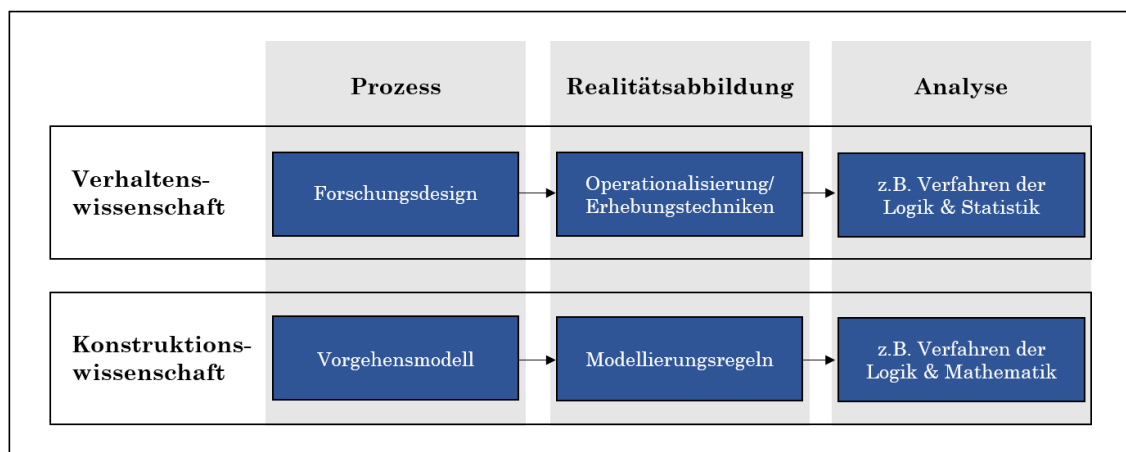 Prozess
Realitätsabbildung
Analyse
Verhaltens-
wissenschaft
Forschungsdesign
Operationalisierung/
Erhebungstechniken
z.B. Verfahren der
Logik & Statistik
Konstruktions-
wissenschaft
Vorgehensmodell
Modellierungsregeln
z.B. Verfahren der
Logik & Mathematik